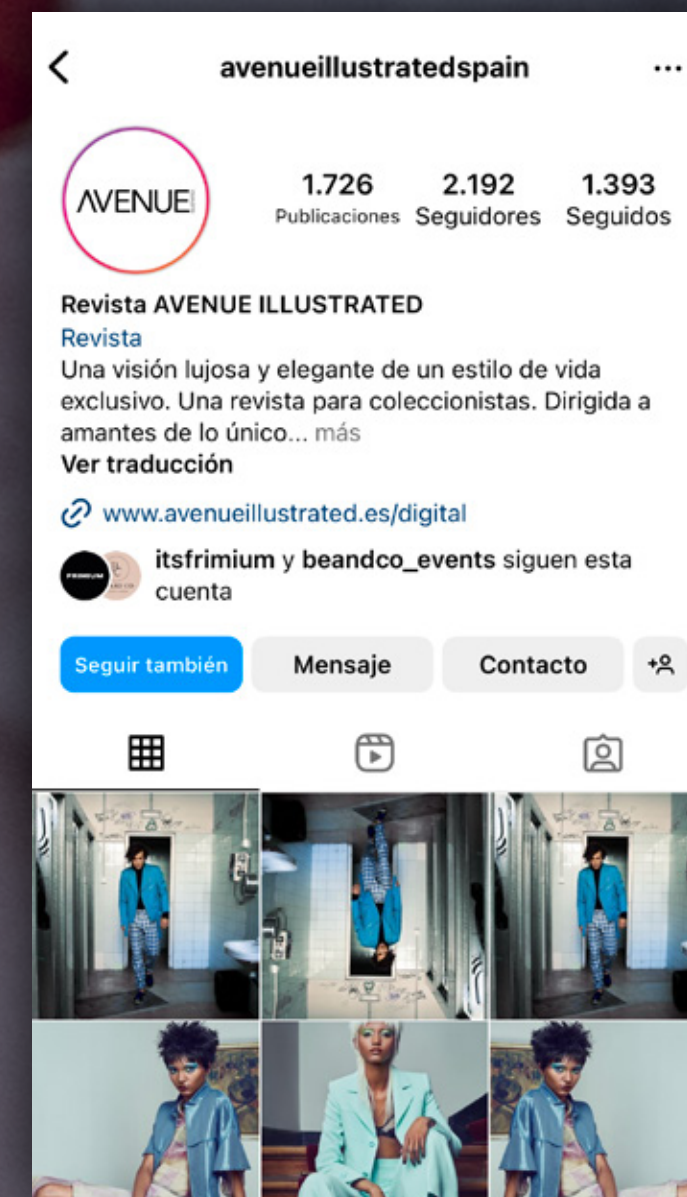 avenueillustratedspain
AVENUE
1.726 2.192 1.393
Publicaciones Seguidores Seguidos
Revista AVENUE ILLUSTRATED
Revista
Una visión lujosa y elegante de un estilo de vida
exclusivo. Una revista para coleccionistas. Dirigida a
amantes de lo único... más
Ver traducción
www.avenueillustrated.es/digital
itsfrimium y beandco_events siguen esta
cuenta
Seguir también Mensaje Contacto